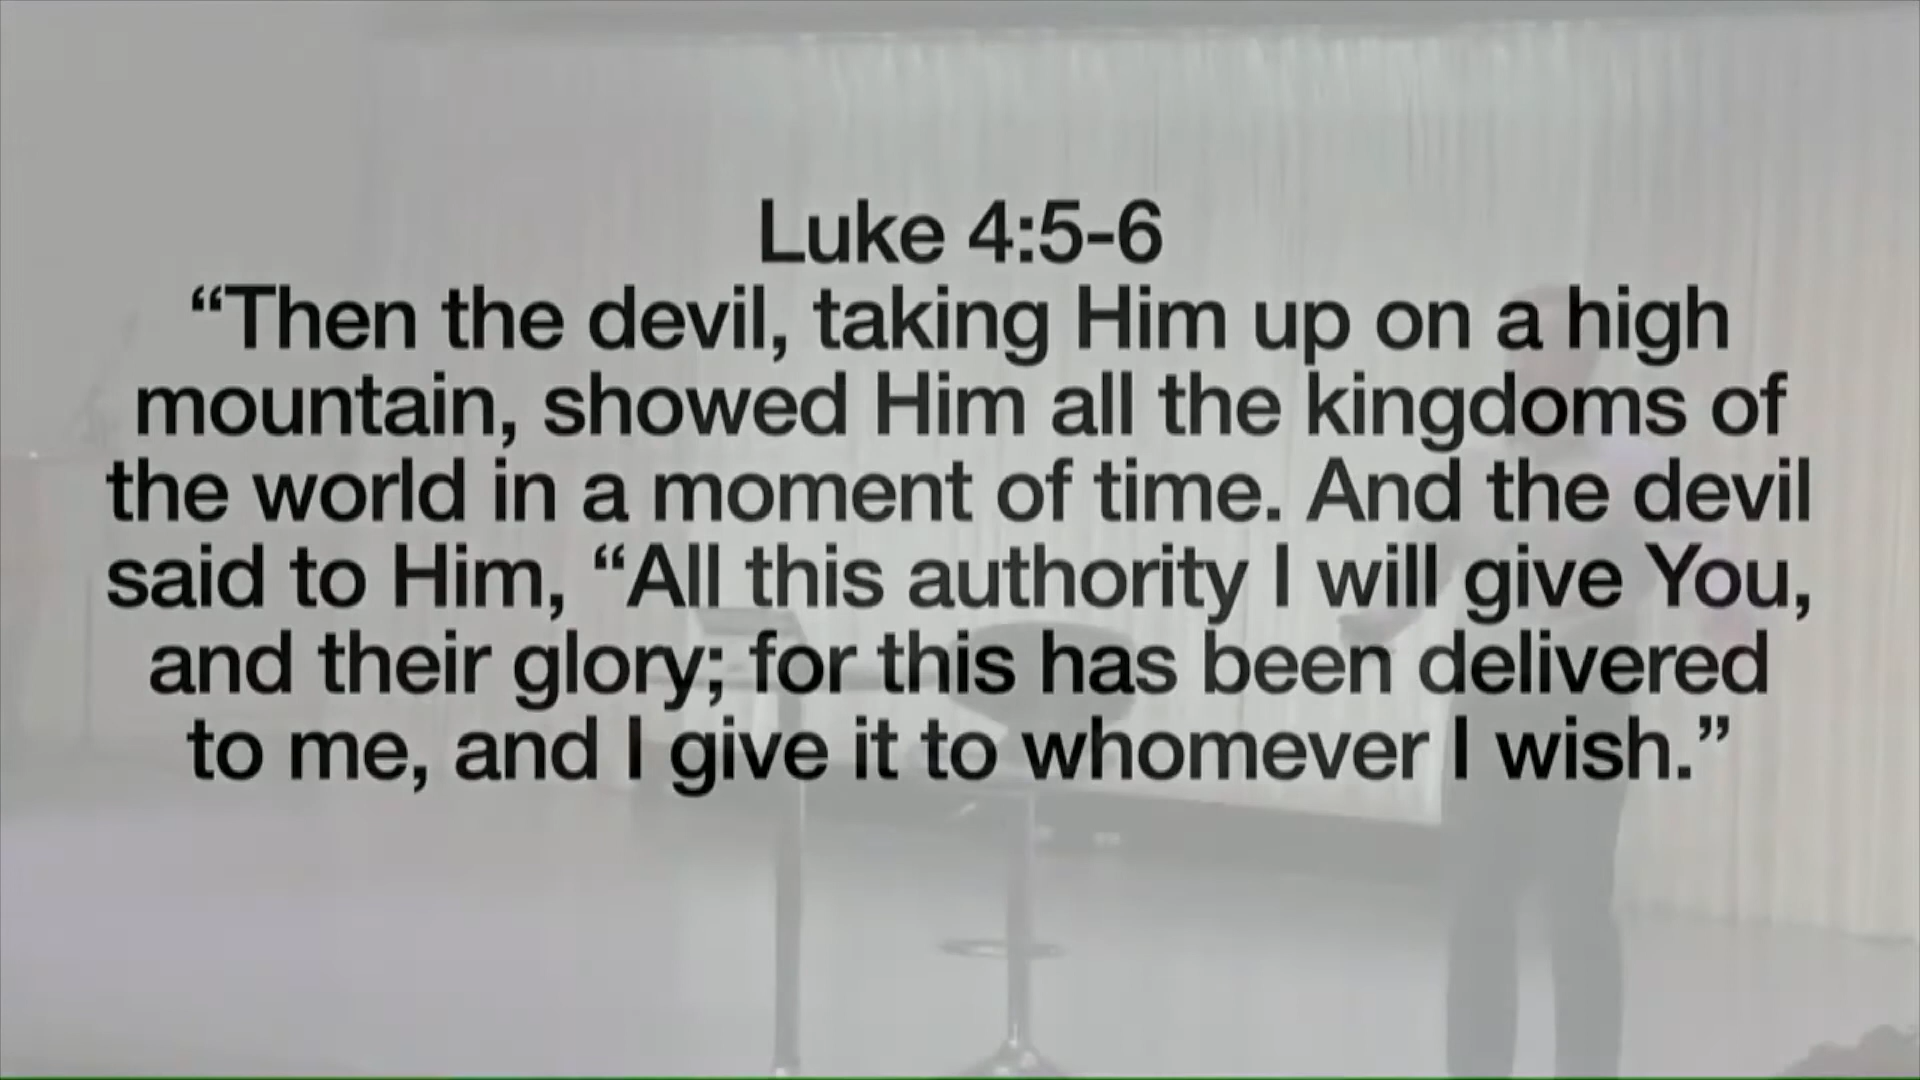 Luke 4:5-6
“Then the devil, taking Him up on a high
mountain, showed Him all the kingdoms of
the world in a moment of time. And the devil
said to Him, “All this authority I will give You,
and their glory; for this has been delivered
to me, and I give it to whomever I wish.”